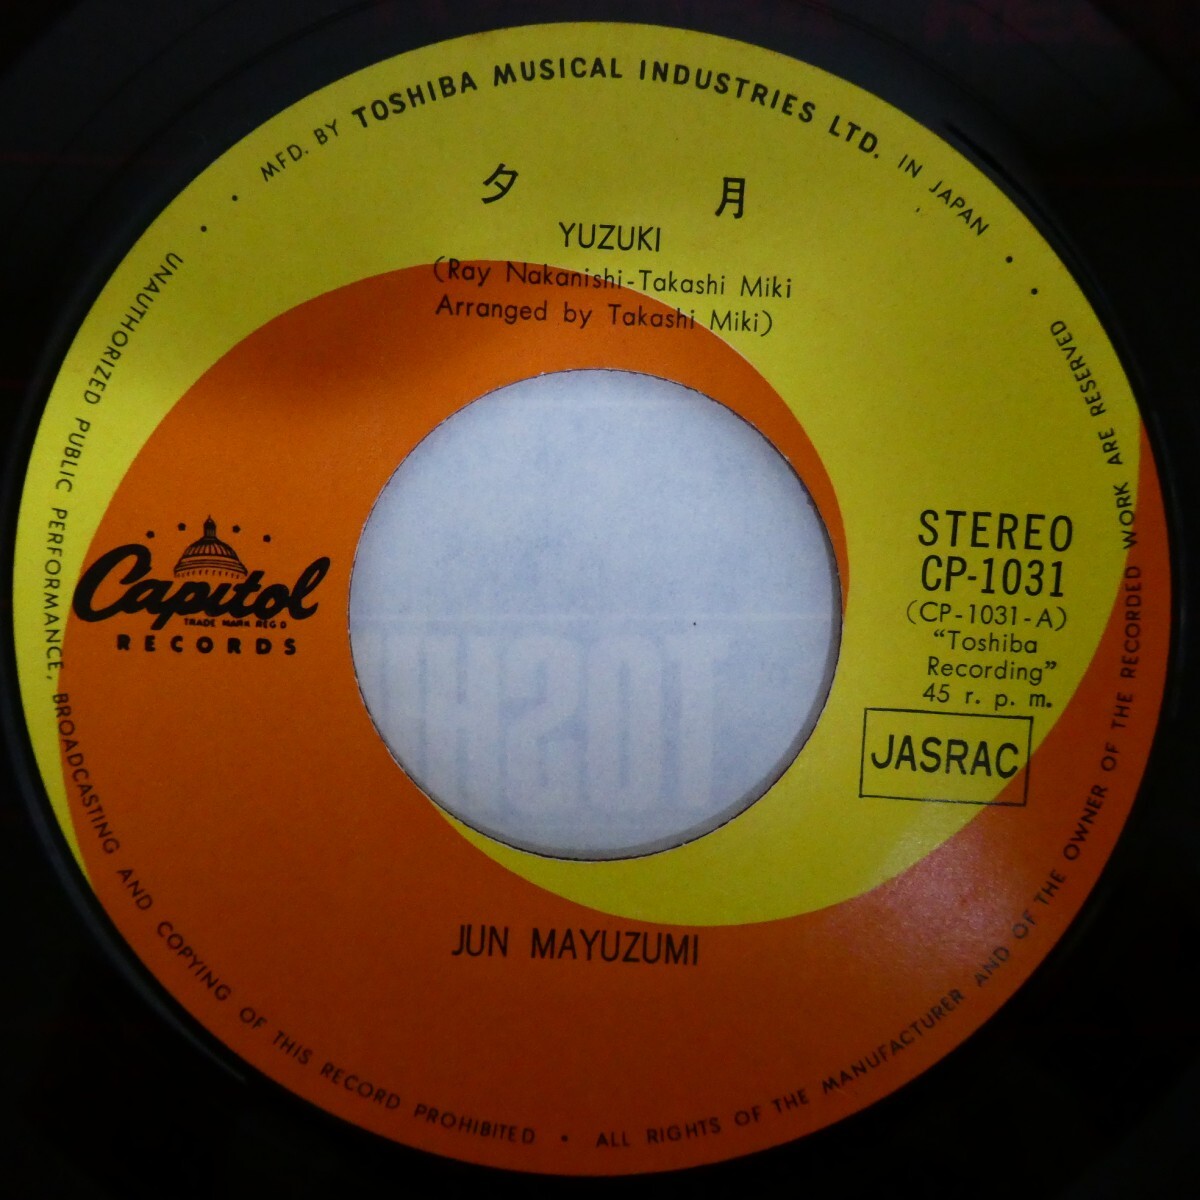 MFD. BY TOSHIBA MUSICAL INDUSTRIES LTD. IN JAPAN
夕 月
YUZUKI
(Ray Nakanishi-Takashi Miki
Arranged by Takashi Miki)
Capitol
TRADE MARK REG'D
RECORDS
STEREO
CP-1031
(CP-1031-A)
"Toshiba
Recording"
45 r. p. m.
JASRAC
JUN MAYUZUMI
UNAUTHORIZED PUBLIC PERFORMANCE, BROADCASTING AND COPYING OF THIS RECORD PROHIBITED • ALL RIGHTS OF THE MANUFACTURER AND OF THE OWNER OF THE RECORDED WORK ARE RESERVED